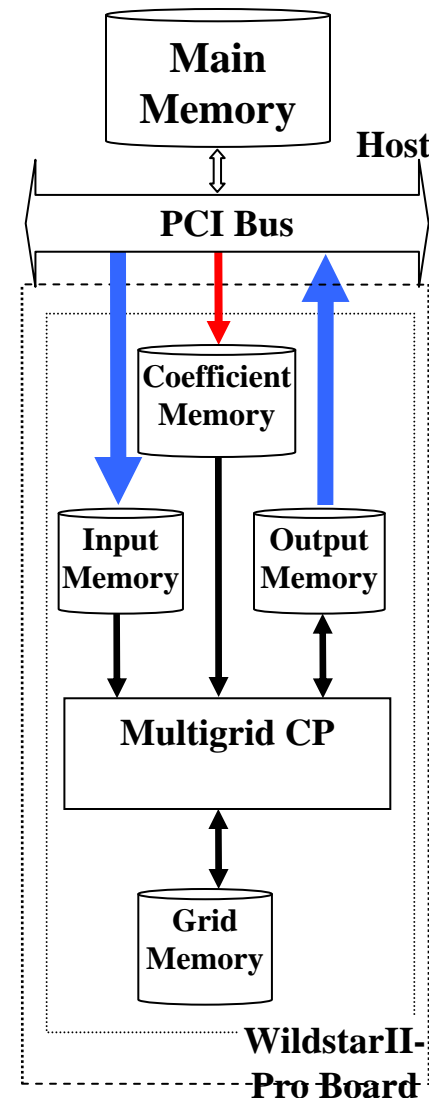 Main
Memory
Host
PCI Bus
Coefficient
Memory
Input
Memory
Output
Memory
Multigrid CP
Grid
Memory
WildstarII-
Pro Board